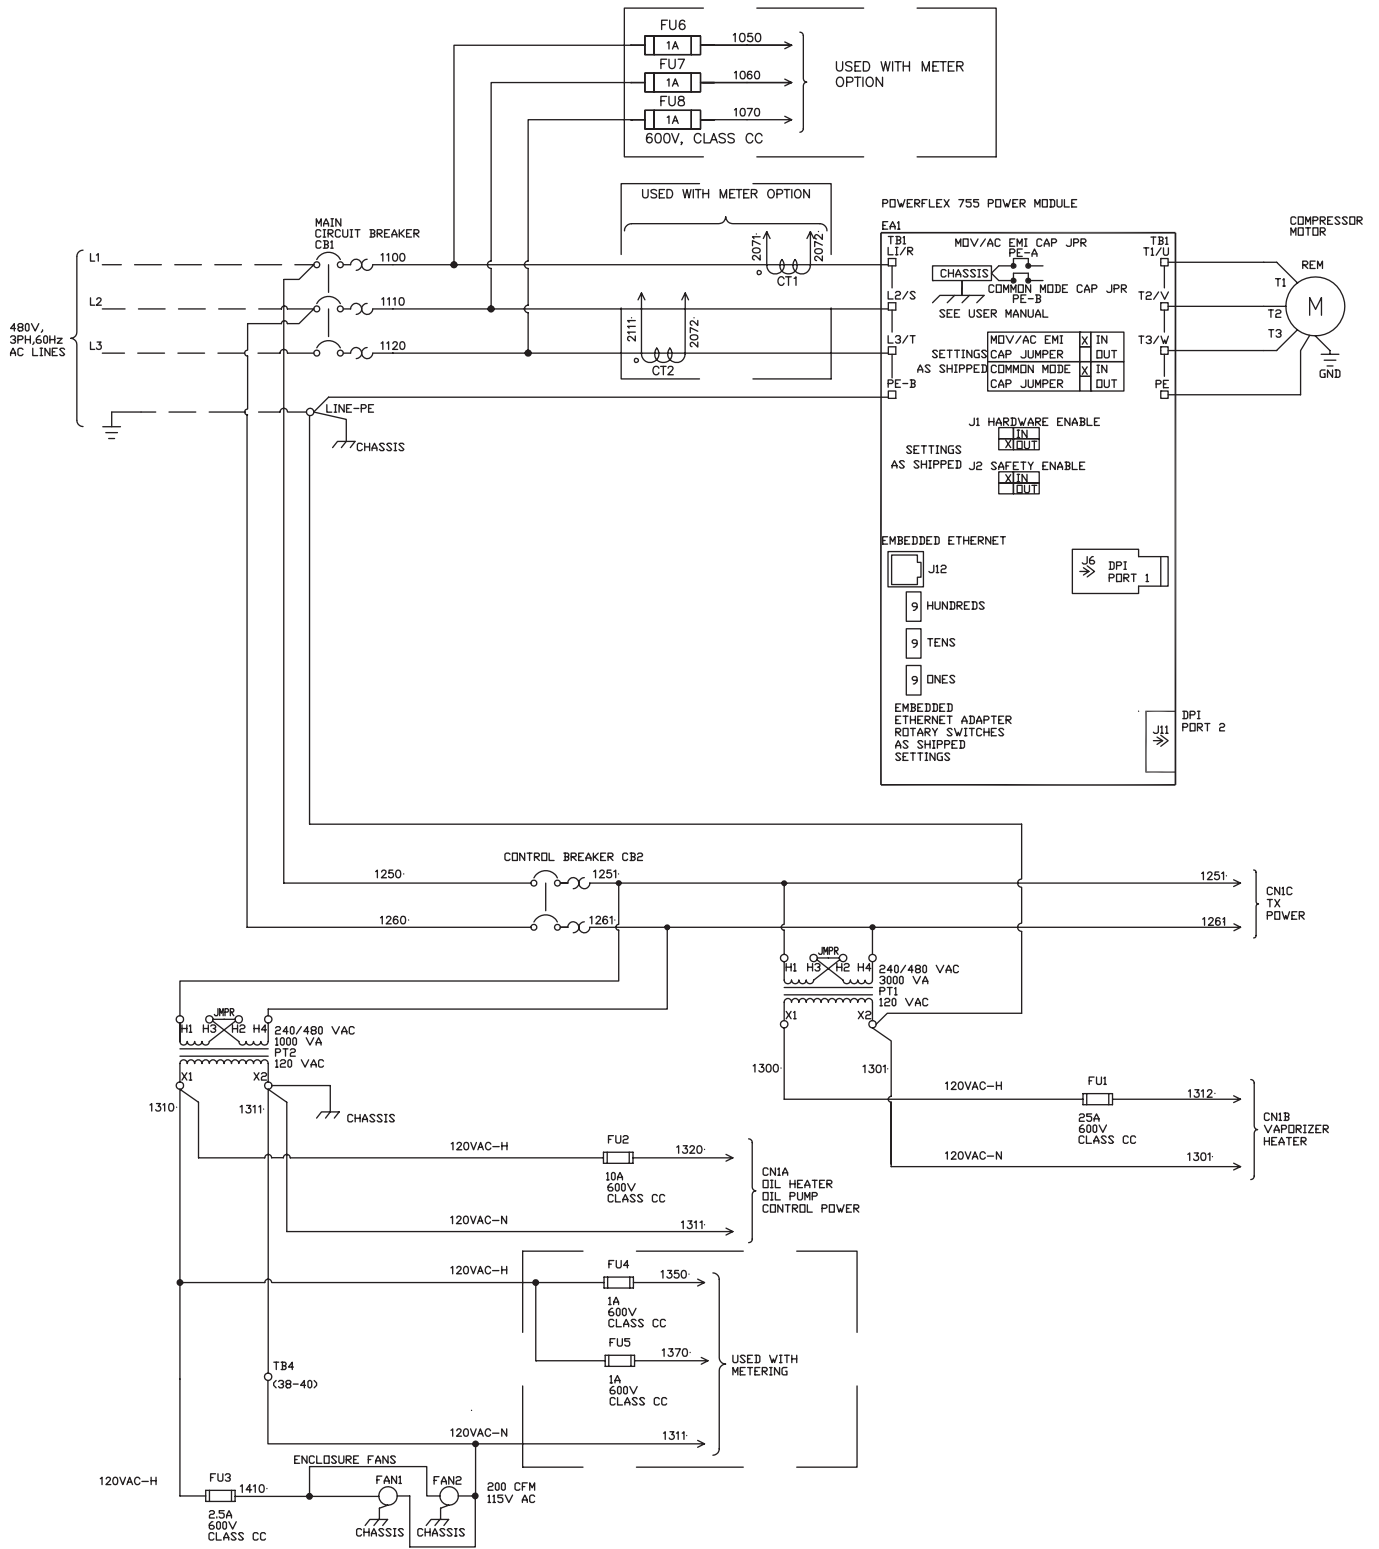 FU6
1A
1050
FU7
1A
1060
FU8
1A
1070
600V, CLASS CC
USED WITH METER
OPTION
USED WITH METER OPTION
2071
2072
CT1
2111
2072
CT2
MAIN
CIRCUIT BREAKER
CB1
L1
1100
L2
1110
L3
1120
480V,
3PH,60Hz
AC LINES
LINE-PE
CHASSIS
POWERFLEX 755 POWER MODULE
EA1
TB1
L1/R
MOV/AC EMI CAP JPR
PE-A
CHASSIS
COMMON MODE CAP JPR
PE-B
SEE USER MANUAL
L2/S
L3/T
PE-B
TB1
T1/U
T2/V
T3/W
PE
SETTINGS
AS SHIPPED
MOV/AC EMI
CAP JUMPER
X IN
OUT
COMMON MODE
CAP JUMPER
X IN
OUT
J1 HARDWARE ENABLE
IN
X OUT
SETTINGS
AS SHIPPED
J2 SAFETY ENABLE
X IN
OUT
COMPRESSOR
MOTOR
REM
T1
T2
T3
M
GND
EMBEDDED ETHERNET
J12
9 HUNDREDS
9 TENS
9 ONES
EMBEDDED
ETHERNET ADAPTER
ROTARY SWITCHES
AS SHIPPED
SETTINGS
J6
DPI
PORT 1
J11
DPI
PORT 2
CONTROL BREAKER CB2
1250
1251
1251
1260
1261
1261
CN1C
TX
POWER
JMPR
H1 H3 H2 H4
240/480 VAC
3000 VA
PT1
120 VAC
X1
X2
JMPR
H1 H3 H2 H4
240/480 VAC
1000 VA
PT2
120 VAC
X1
X2
1310
1311
CHASSIS
1300
1301
120VAC-H
FU1
1312
25A
600V
CLASS CC
120VAC-N
1301
CN1B
VAPORIZER
HEATER
120VAC-H
FU2
1320
10A
600V
CLASS CC
120VAC-N
1311
CN1A
OIL HEATER
OIL PUMP
CONTROL POWER
120VAC-H
FU4
1350
1A
600V
CLASS CC
FU5
1370
1A
600V
CLASS CC
USED WITH
METERING
TB4
(38-40)
120VAC-N
1311
ENCLOSURE FANS
120VAC-H
FU3
1410
2.5A
600V
CLASS CC
FAN1
FAN2
CHASSIS
CHASSIS
200 CFM
115V AC